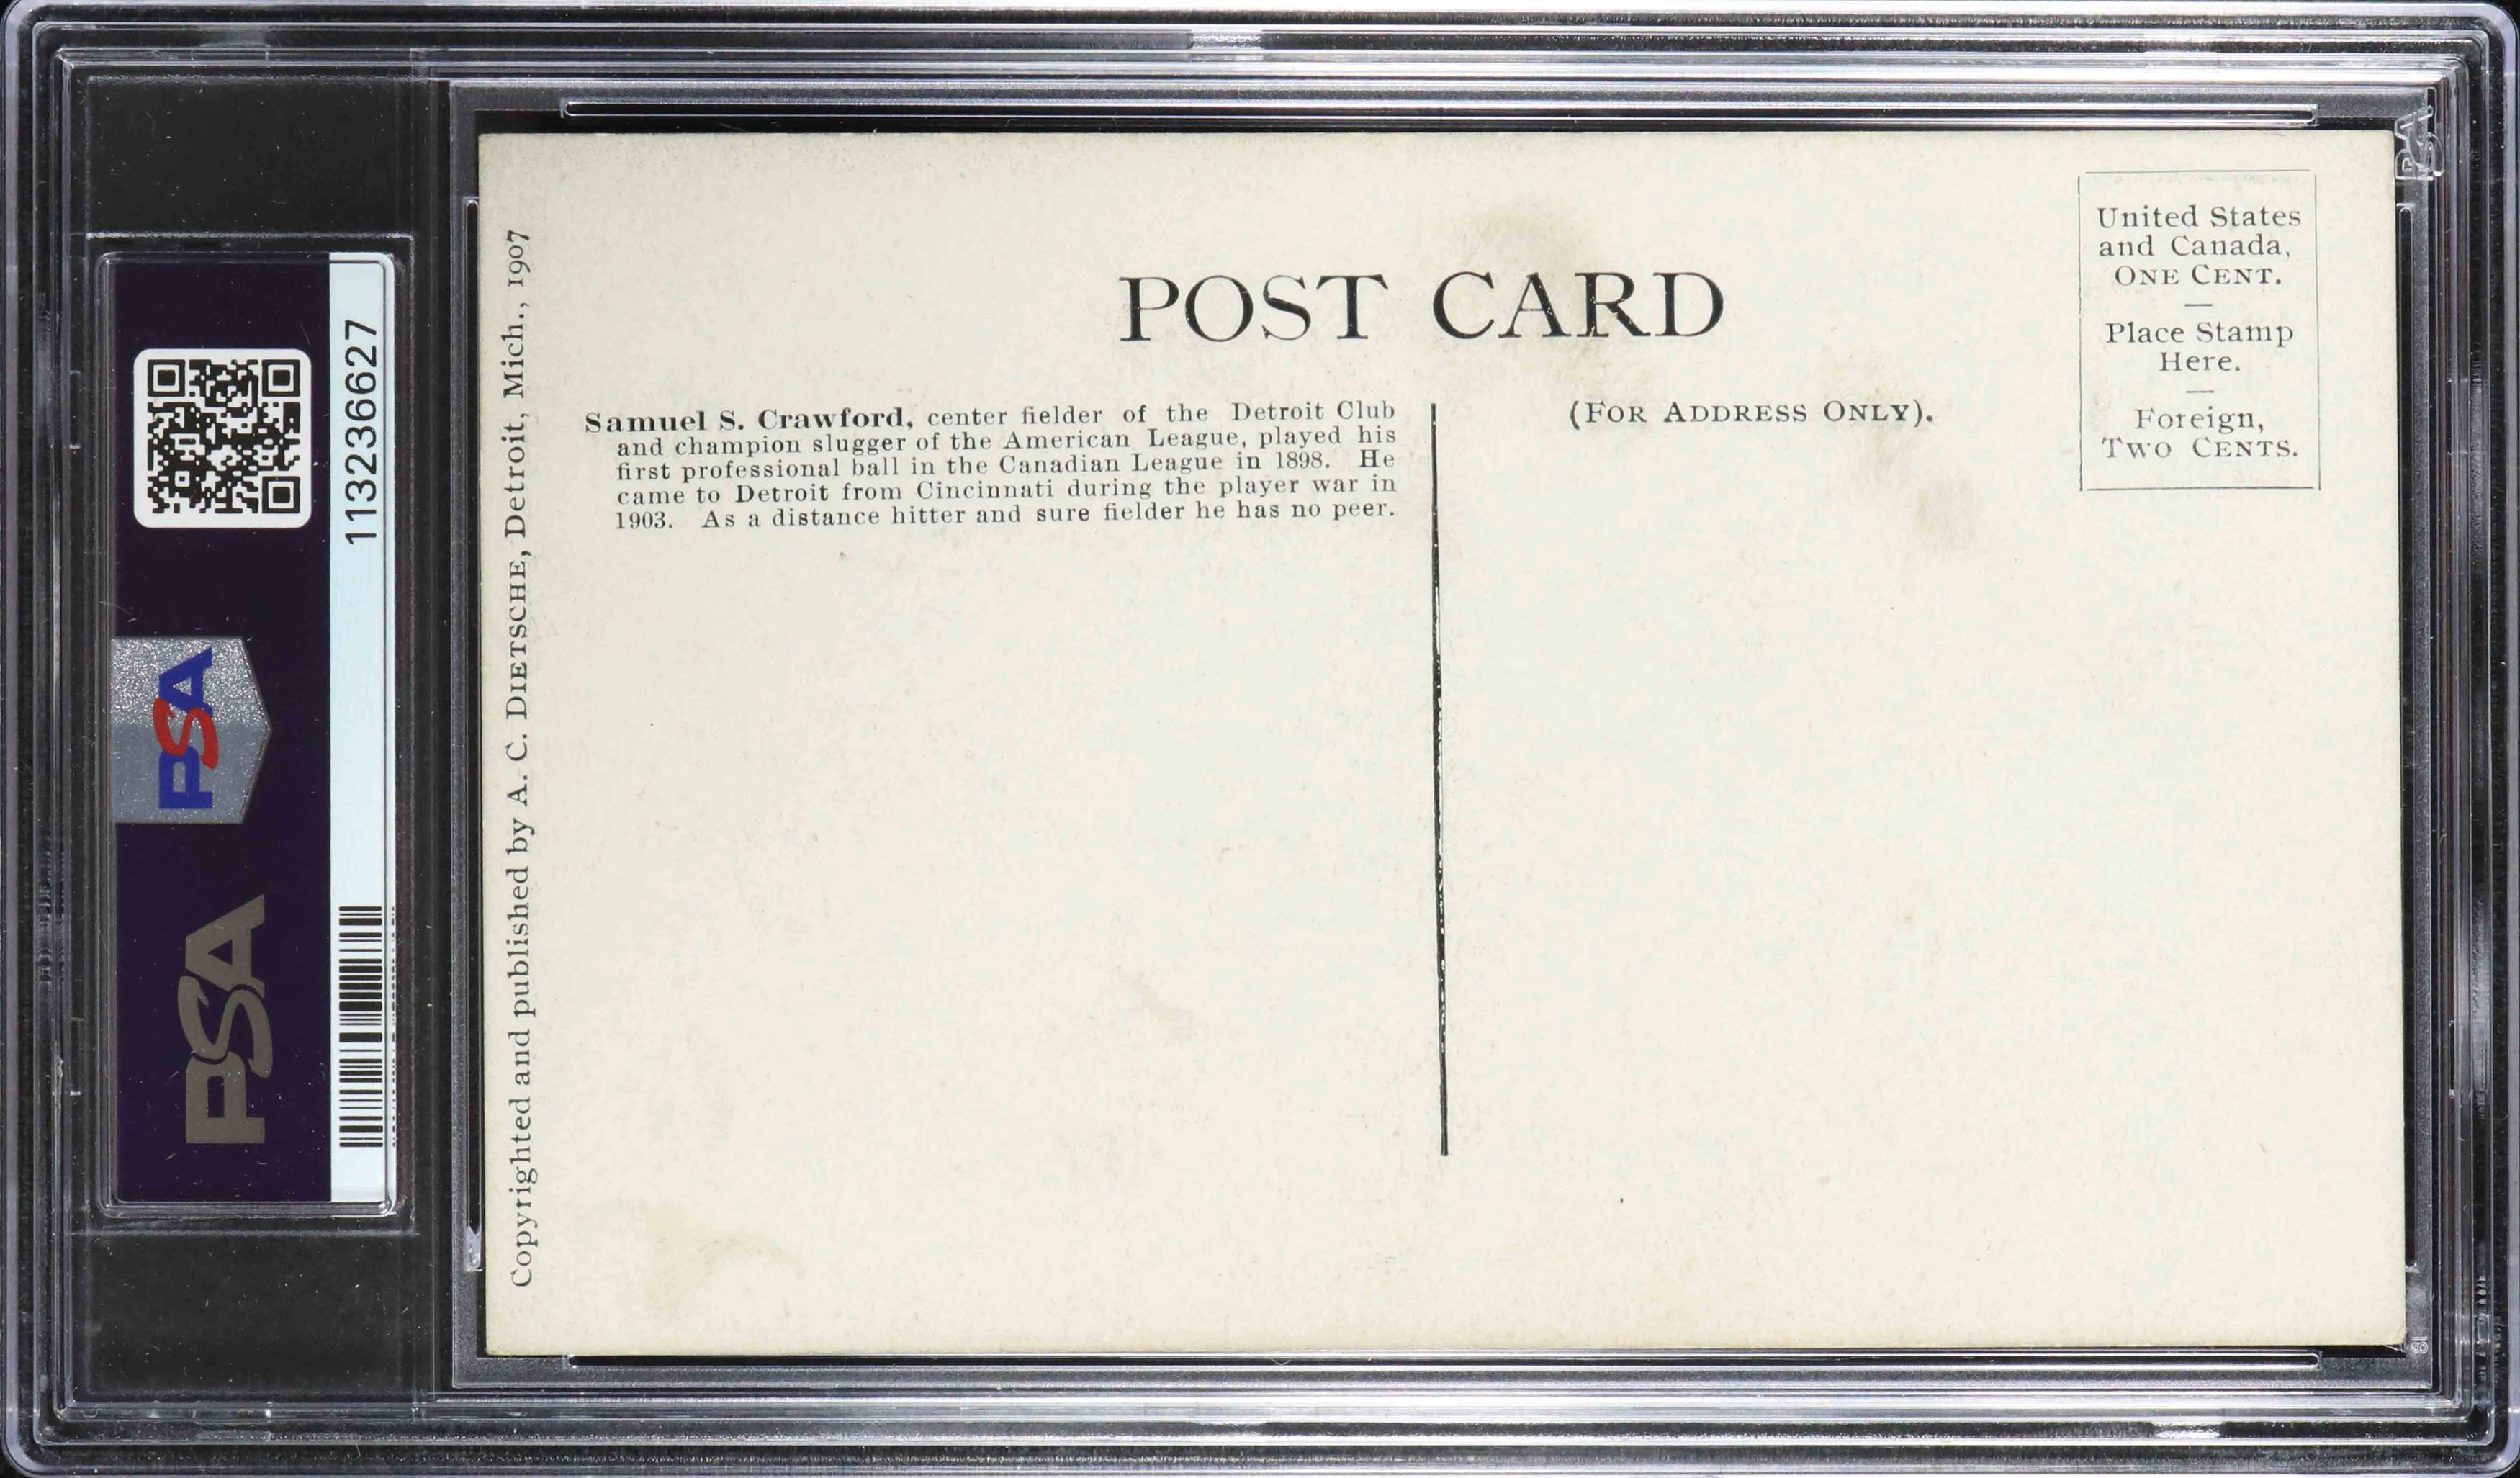 113236627
PSA
PSA
Copyrighted and published by A. C. DIETSCHE, Detroit, Mich., 1907
POST CARD
Samuel S. Crawford, center fielder of the Detroit Club
and champion slugger of the American League, played his
first professional ball in the Canadian League in 1898. He
came to Detroit from Cincinnati during the player war in
1903. As a distance hitter and sure fielder he has no peer.
(FOR ADDRESS ONLY).
United States
and Canada,
ONE CENT.
Place Stamp
Here.
Foreign,
TWO CENTS.
PSA